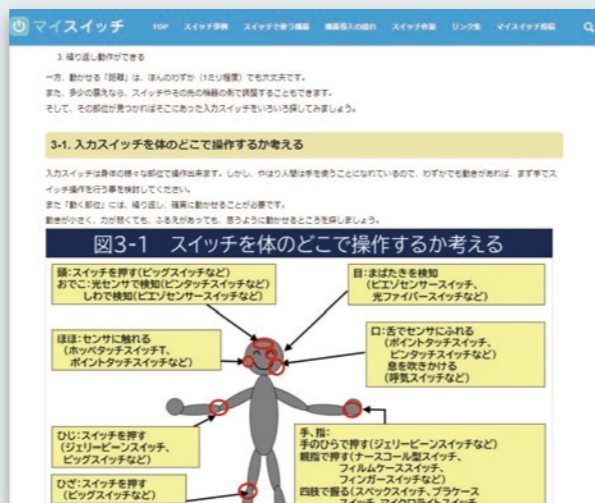 マイスイッチ
TOP スイッチ事例 スイッチで使う機器 機器導入の流れ スイッチ作製 リンク集 マイスイッチ投稿
3. 繰り返し動作ができる
一方、動かせる「距離」は、ほんのわずか（1ミリ程度）でも大丈夫です。
また、多少の震えなら、スイッチやその先の機器の側で調整することもできます。
そして、その部位が見つかればそこにあった入力スイッチをいろいろ探してみましょう。
3-1. 入力スイッチを体のどこで操作するか考える
入力スイッチは身体の様々な部位で操作出来ます。しかし、やはり人間は手を使うことになれているので、わずかでも動きがあれば、まず手でス
イッチ操作を行う事を検討してください。
また「動く部位」には、繰り返し、確実に動かせることが必要です。
動きが小さく、力が弱くても、ふるえがあっても、思うように動かせるところを探しましょう。
図3-1 スイッチを体のどこで操作するか考える
頭:スイッチを押す(ビッグスイッチなど)
おでこ:光センサで検知(ピンタッチスイッチなど)
しわで検知(ピエゾセンサースイッチなど)
目:まばたきを検知
(ピエゾセンサースイッチ、
光ファイバースイッチなど)
ほほ:センサに触れる
(ホッペタッチスイッチT、
ポイントタッチスイッチなど)
口:舌でセンサにふれる
(ポイントタッチスイッチ、
ピンタッチスイッチなど)
息を吹きかける
(呼気スイッチなど)
ひじ:スイッチを押す
(ジェリービーンスイッチ、
ビッグスイッチなど)
手、指:
手のひらで押す(ジェリービーンスイッチなど)
親指で押す(ナースコール型スイッチ、
フィルムケーススイッチ、
フィンガースイッチなど)
四肢で握る(スペックスイッチ、プラケース
スイッチ、マイクロライトスイッチ
ひざ:スイッチを押す
(ビッグスイッチなど)